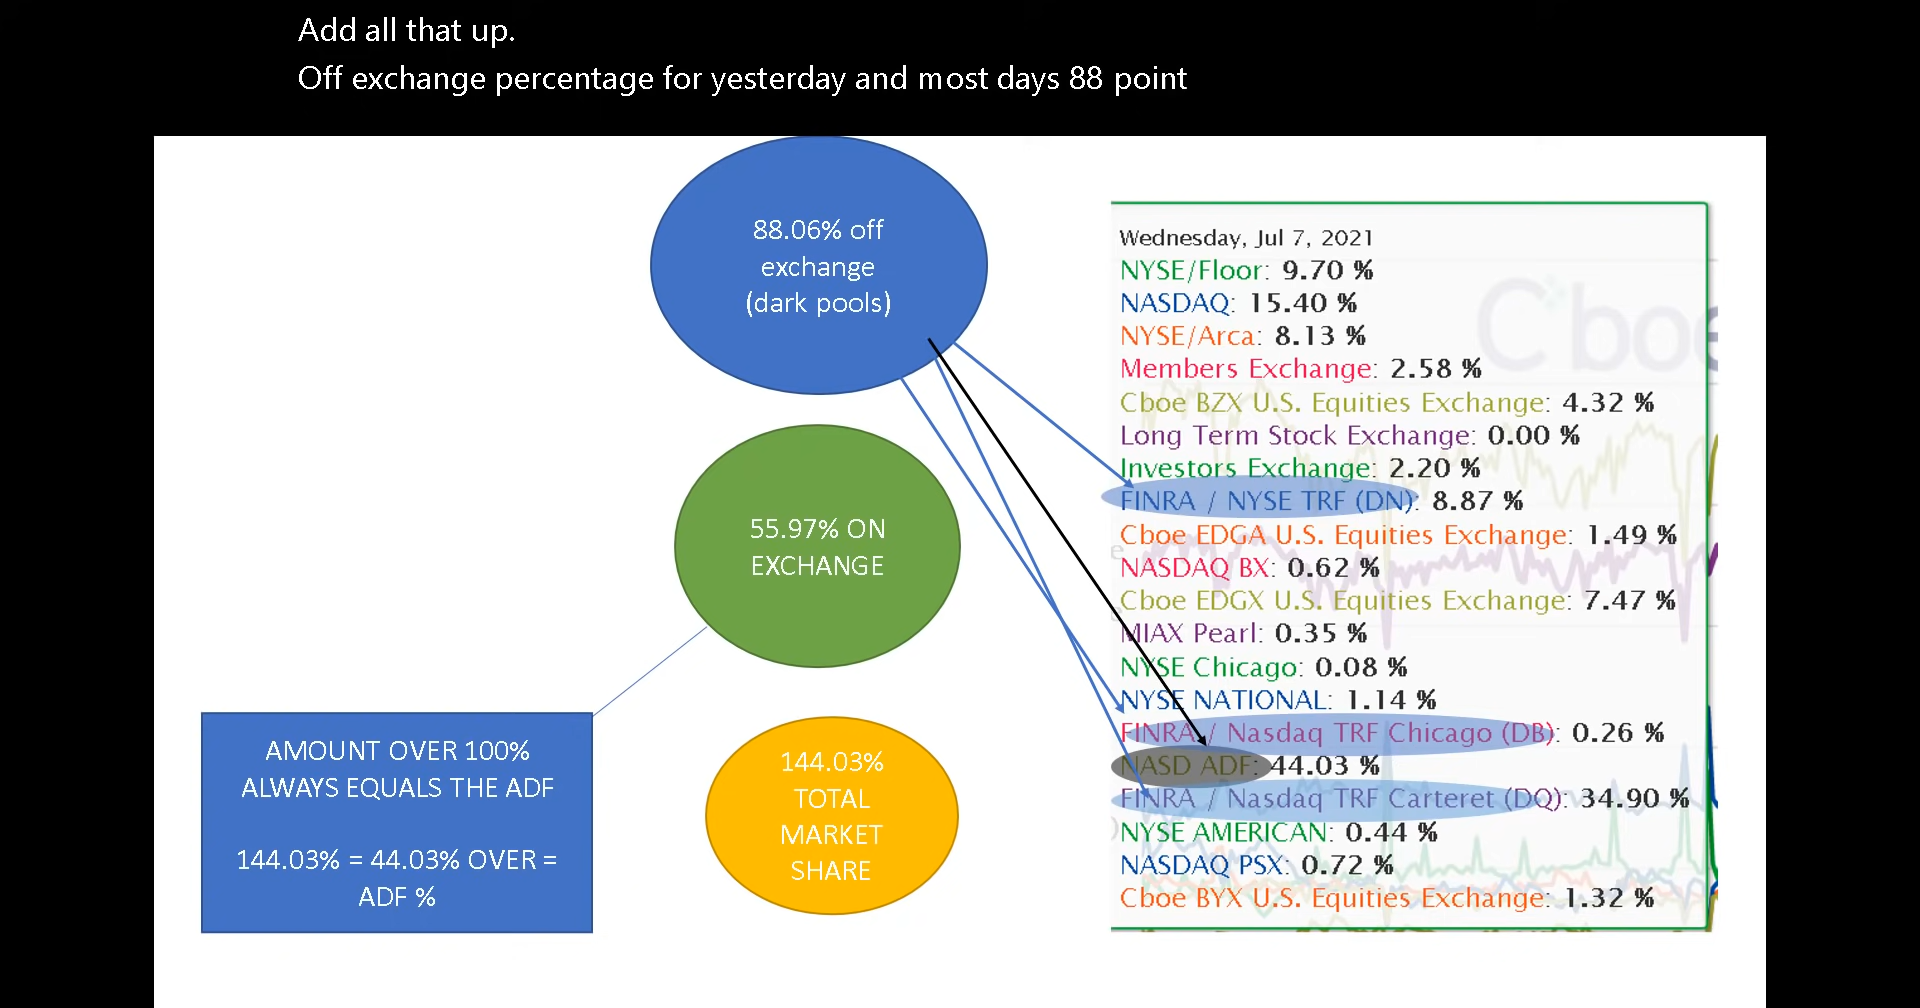 Add all that up.
Off exchange percentage for yesterday and most days 88 point
88.06% off
exchange
(dark pools)
55.97% ON
EXCHANGE
144.03%
TOTAL
MARKET
SHARE
AMOUNT OVER 100%
ALWAYS EQUALS THE ADF
144.03% = 44.03% OVER =
ADF %
Wednesday, Jul 7, 2021
NYSE/Floor: 9.70 %
NASDAQ: 15.40 %
NYSE/Arca: 8.13 %
Members Exchange: 2.58 %
Cboe BZX U.S. Equities Exchange: 4.32 %
Long Term Stock Exchange: 0.00 %
Investors Exchange: 2.20 %
FINRA / NYSE TRF (DN): 8.87 %
Cboe EDGA U.S. Equities Exchange: 1.49 %
NASDAQ BX: 0.62 %
Cboe EDGX U.S. Equities Exchange: 7.47 %
MIAX Pearl: 0.35 %
NYSE Chicago: 0.08 %
NYSE NATIONAL: 1.14 %
FINRA / Nasdaq TRF Chicago (DB): 0.26 %
NASD ADF: 44.03 %
FINRA / Nasdaq TRF Carteret (DQ): 34.90 %
NYSE AMERICAN: 0.44 %
NASDAQ PSX: 0.72 %
Cboe BYX U.S. Equities Exchange: 1.32 %
Cboe